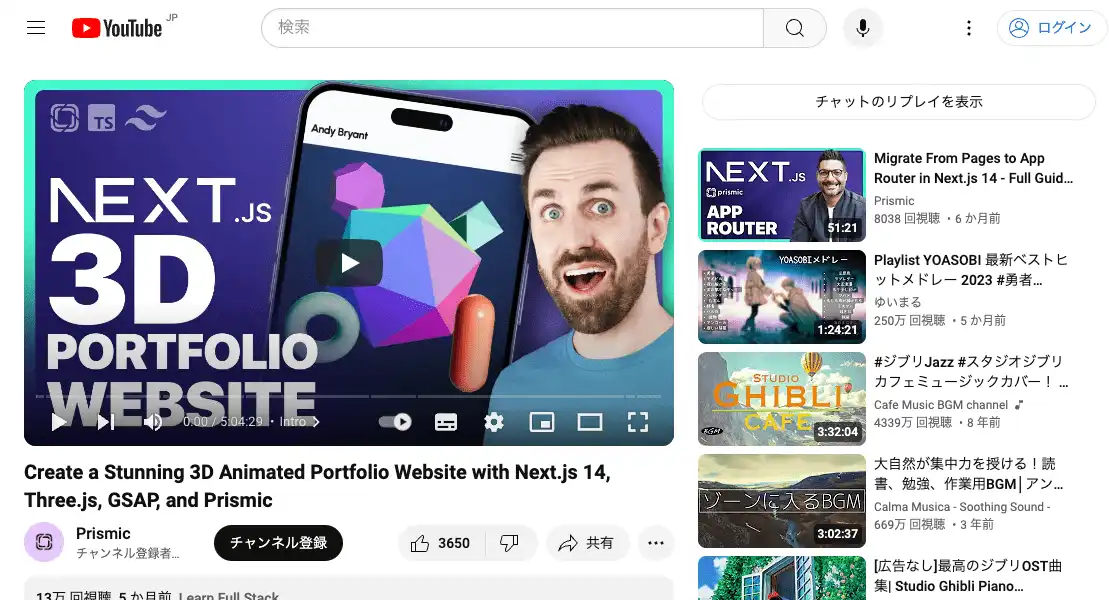 YouTube JP
検索
ログイン
TS
Andy Bryant
NEXT.JS
3D
PORTFOLIO
WEBSITE
0:00 / 5:04:29 • Intro
Create a Stunning 3D Animated Portfolio Website with Next.js 14,
Three.js, GSAP, and Prismic
Prismic
チャンネル登録者...
チャンネル登録
3650
共有
13万 回視聴 5 か月前 Learn Full Stack
チャットのリプレイを表示
NEXT.JS
prismic
APP
ROUTER
51:21
Migrate From Pages to App
Router in Next.js 14 - Full Guid...
Prismic
8038 回視聴 • 6 か月前
YOASOBIメドレー
1:24:21
Playlist YOASOBI 最新ベストヒ
ットメドレー 2023 #勇者...
ゆいまる
250万 回視聴 • 5 か月前
STUDIO
GHIBLI
CAFE
BGM
3:32:04
#ジブリJazz #スタジオジブリ
カフェミュージックカバー！ ...
Cafe Music BGM channel
4339万 回視聴 • 8 年前
ゾーンに入るBGM
3:02:37
大自然が集中力を授ける！読
書、勉強、作業用BGM│アン...
Calma Musica - Soothing Sound -
669万 回視聴 • 3 年前
[広告なし]最高のジブリOST曲
集| Studio Ghibli Piano...